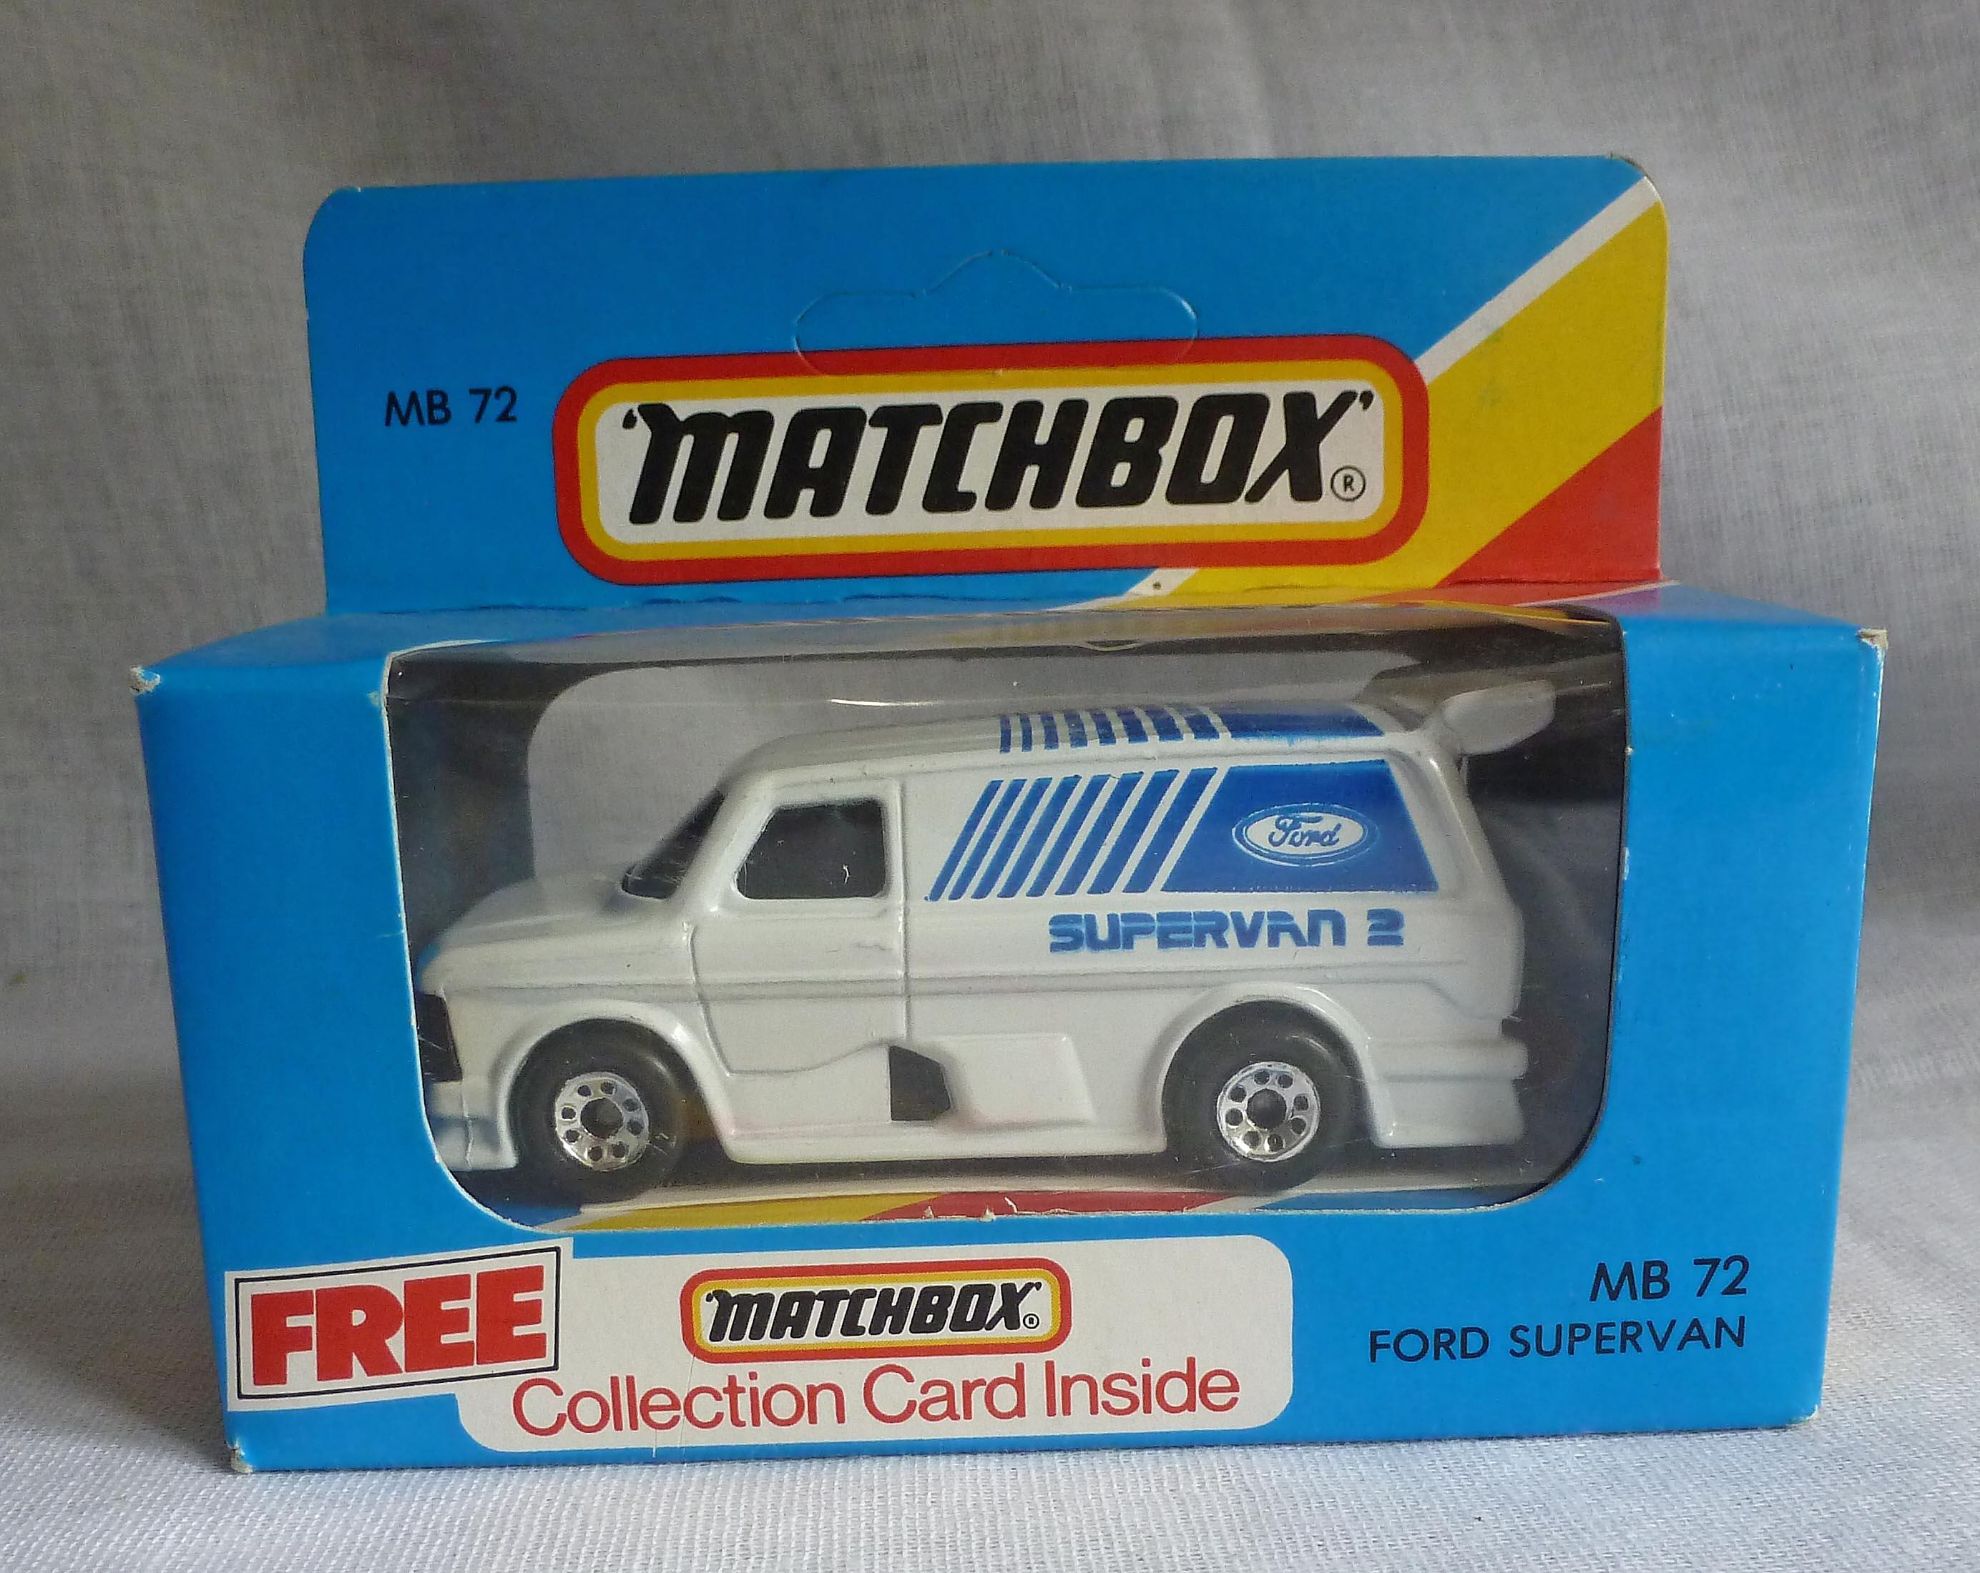 MB 72
'MATCHBOX' ®
Ford
SUPERVAN 2
FREE
'MATCHBOX' ®
Collection Card Inside
MB 72
FORD SUPERVAN